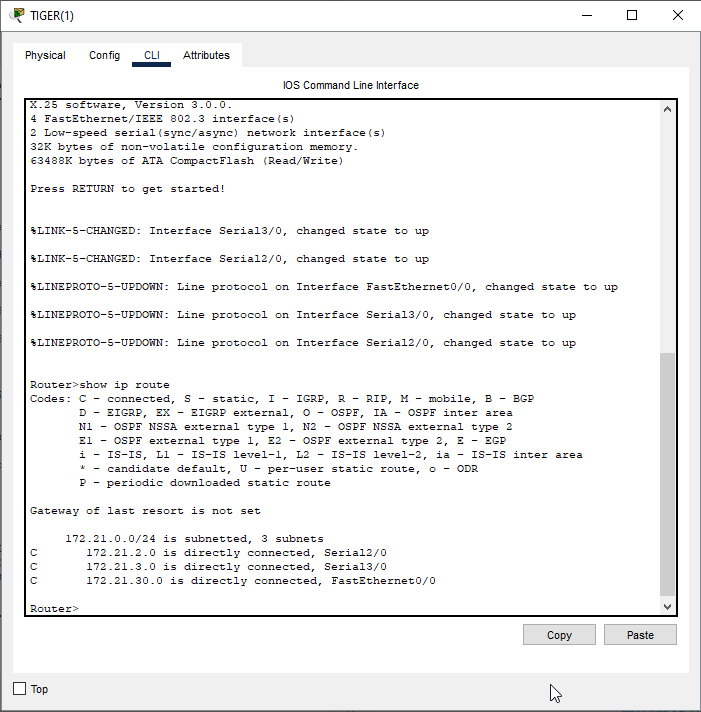 TIGER(1)
Physical Config CLI Attributes
IOS Command Line Interface
X.25 software, Version 3.0.0.
4 FastEthernet/IEEE 802.3 interface(s)
2 Low-speed serial(sync/async) network interface(s)
32K bytes of non-volatile configuration memory.
63488K bytes of ATA CompactFlash (Read/Write)
Press RETURN to get started!
%LINK-5-CHANGED: Interface Serial3/0, changed state to up
%LINK-5-CHANGED: Interface Serial2/0, changed state to up
%LINEPROTO-5-UPDOWN: Line protocol on Interface FastEthernet0/0, changed state to up
%LINEPROTO-5-UPDOWN: Line protocol on Interface Serial3/0, changed state to up
%LINEPROTO-5-UPDOWN: Line protocol on Interface Serial2/0, changed state to up
Router>show ip route
Codes: C - connected, S - static, I - IGRP, R - RIP, M - mobile, B - BGP
D - EIGRP, EX - EIGRP external, O - OSPF, IA - OSPF inter area
N1 - OSPF NSSA external type 1, N2 - OSPF NSSA external type 2
E1 - OSPF external type 1, E2 - OSPF external type 2, E - EGP
i - IS-IS, L1 - IS-IS level-1, L2 - IS-IS level-2, ia - IS-IS inter area
* - candidate default, U - per-user static route, o - ODR
P - periodic downloaded static route
Gateway of last resort is not set
172.21.0.0/24 is subnetted, 3 subnets
C 172.21.2.0 is directly connected, Serial2/0
C 172.21.3.0 is directly connected, Serial3/0
C 172.21.30.0 is directly connected, FastEthernet0/0
Router>
Copy Paste
Top